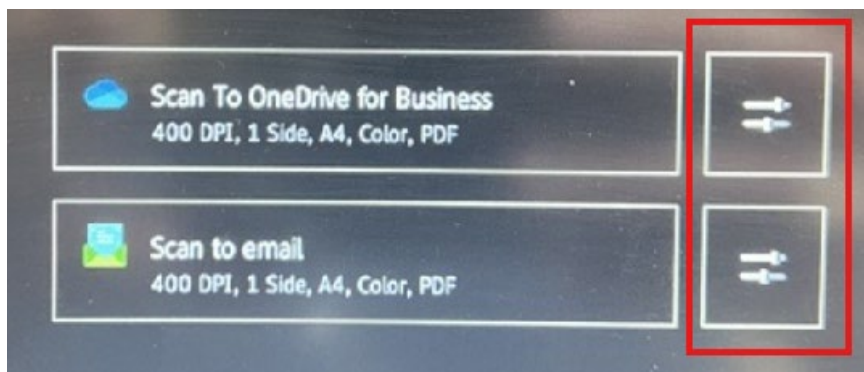 Scan To OneDrive for Business
400 DPI, 1 Side, A4, Color, PDF
Scan to email
400 DPI, 1 Side, A4, Color, PDF